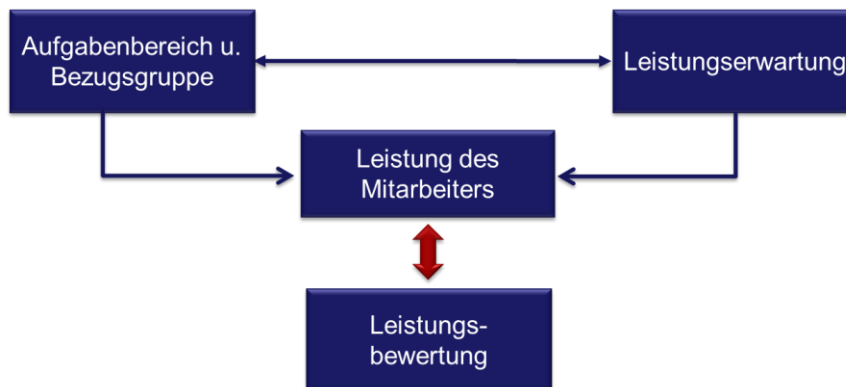 Aufgabenbereich u.
Bezugsgruppe
Leistungserwartung
Leistung des
Mitarbeiters
Leistungs-
bewertung